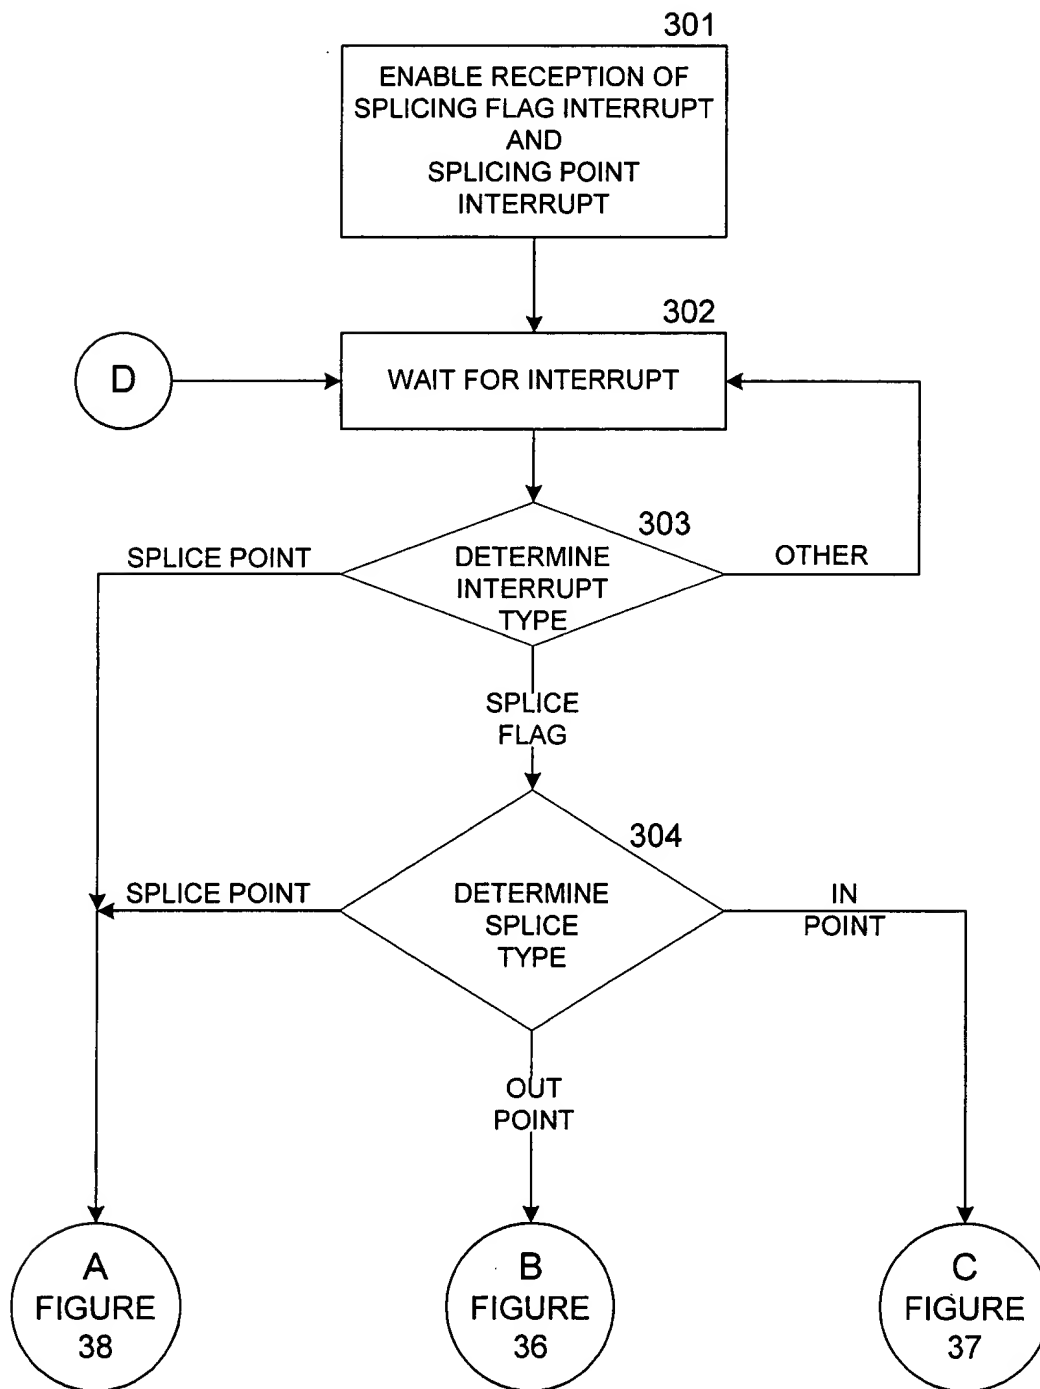 301
ENABLE RECEPTION OF
SPLICING FLAG INTERRUPT
AND
SPLICING POINT
INTERRUPT
302
D
WAIT FOR INTERRUPT
303
SPLICE POINT
DETERMINE
INTERRUPT
TYPE
OTHER
SPLICE
FLAG
304
SPLICE POINT
DETERMINE
SPLICE
TYPE
IN
POINT
OUT
POINT
A
FIGURE
38
B
FIGURE
36
C
FIGURE
37